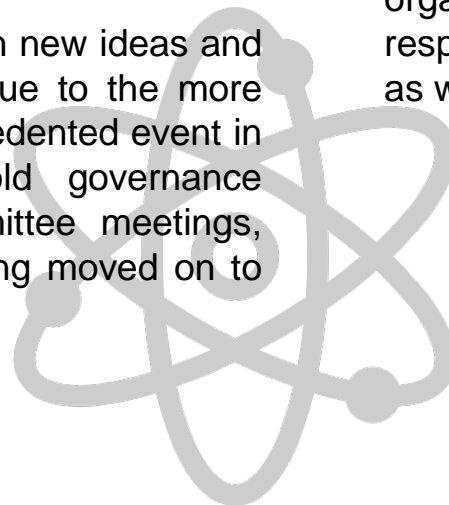 n new ideas and
ue to the more
edented event in
old governance
ittee meetings,
ng moved on to
orga
resp
as w